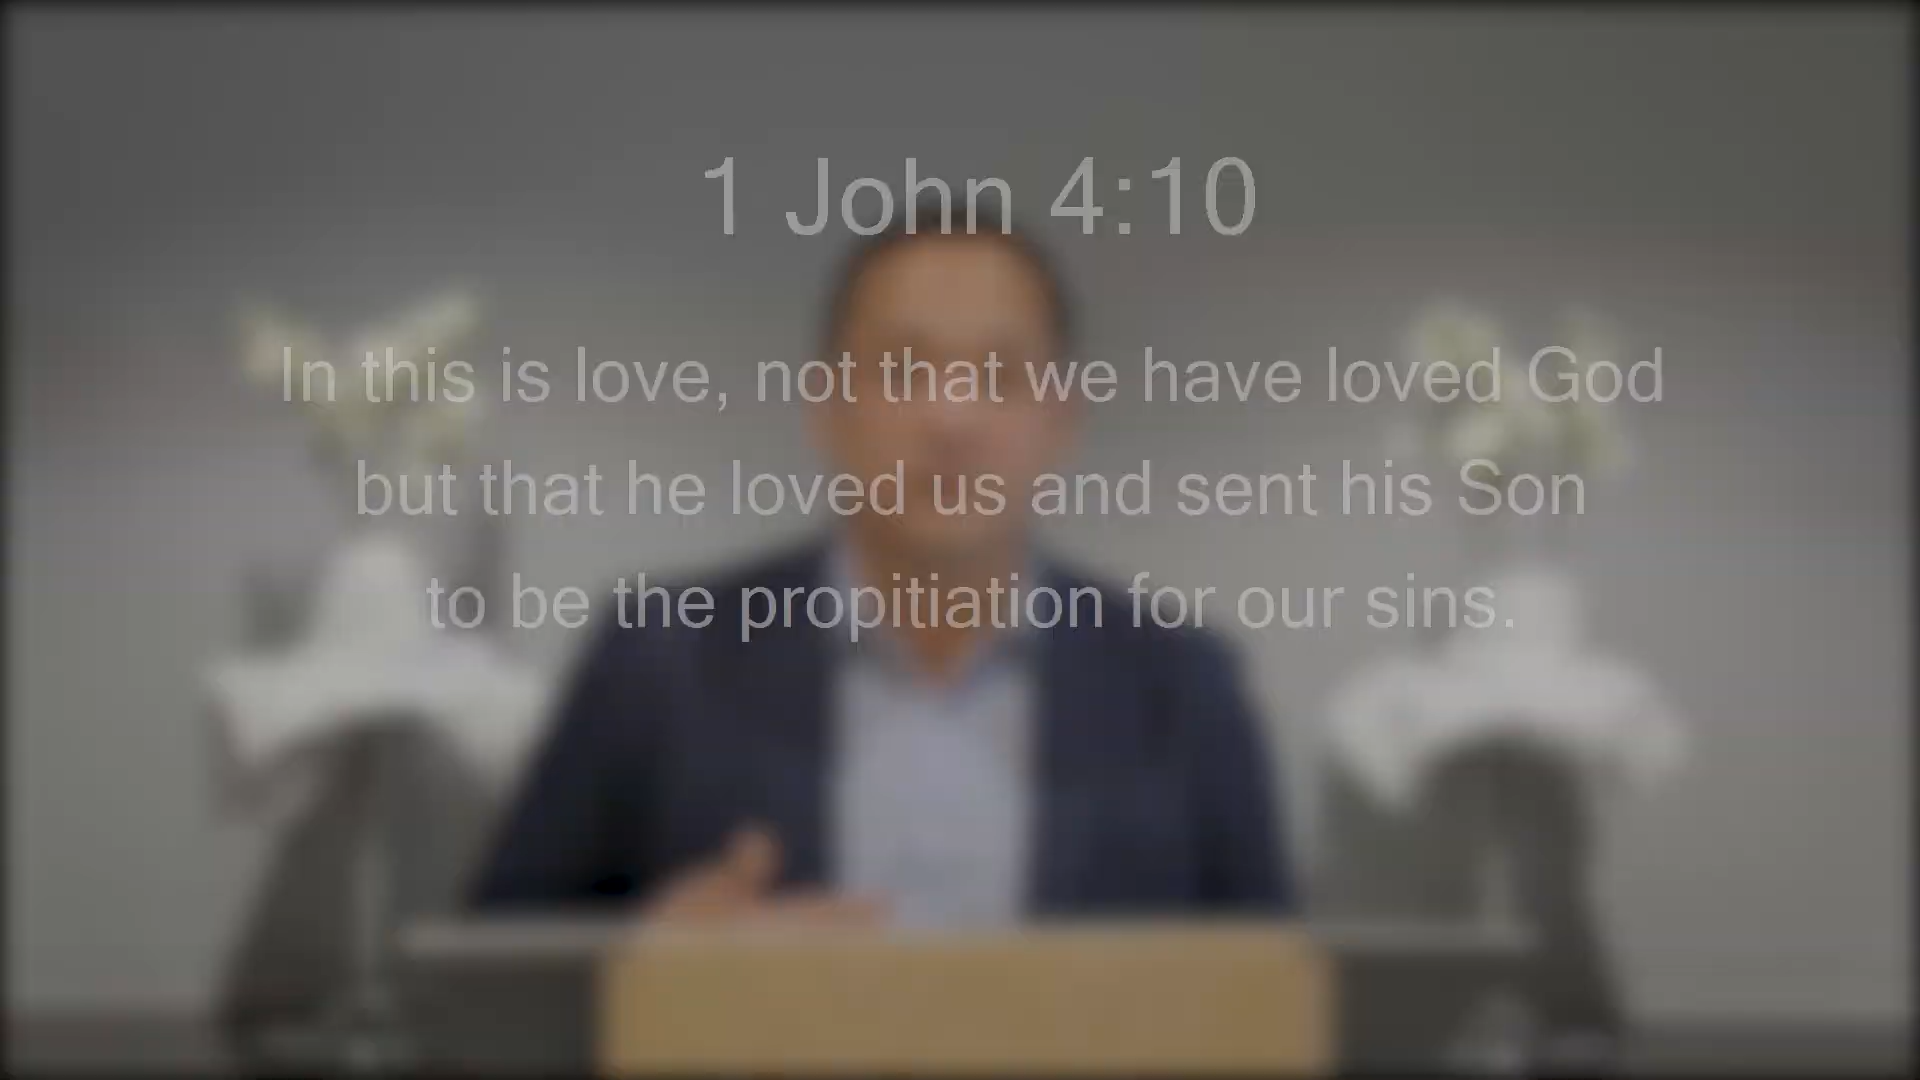 1 John 4:10
In this is love, not that we have loved God
but that he loved us and sent his Son
to be the propitiation for our sins.